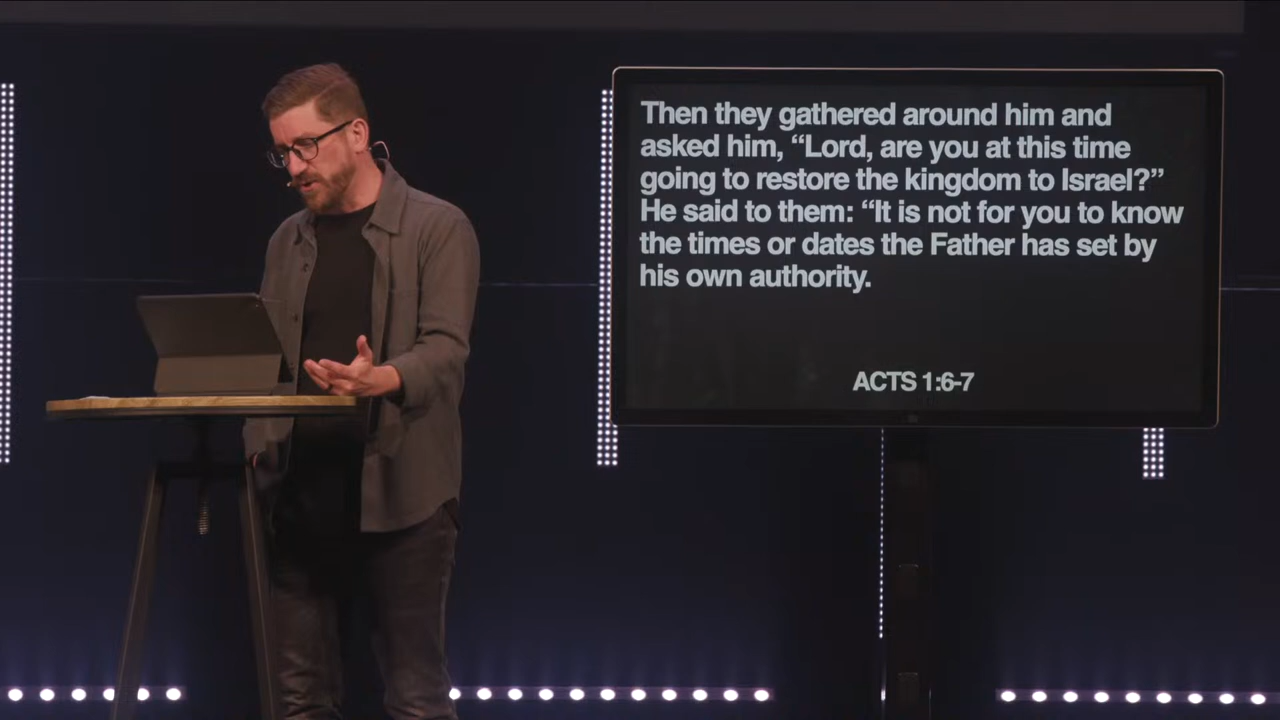 Then they gathered around him and
asked him, “Lord, are you at this time
going to restore the kingdom to Israel?”
He said to them: “It is not for you to know
the times or dates the Father has set by
his own authority.
ACTS 1:6-7